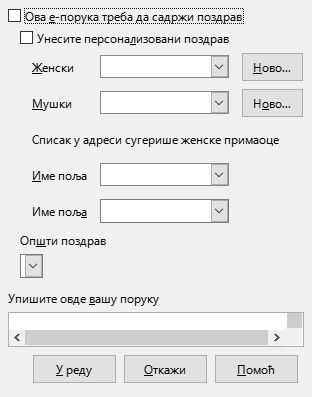 Ова е-порука треба да садржи поздрав
Унесите персонализовани поздрав
Женски
Ново...
Мушки
Ново...
Списак у адреси сугерише женске примаоце
Име поља
Име поља
Општи поздрав
Упишите овде вашу поруку
У реду
Откажи
Помоћ